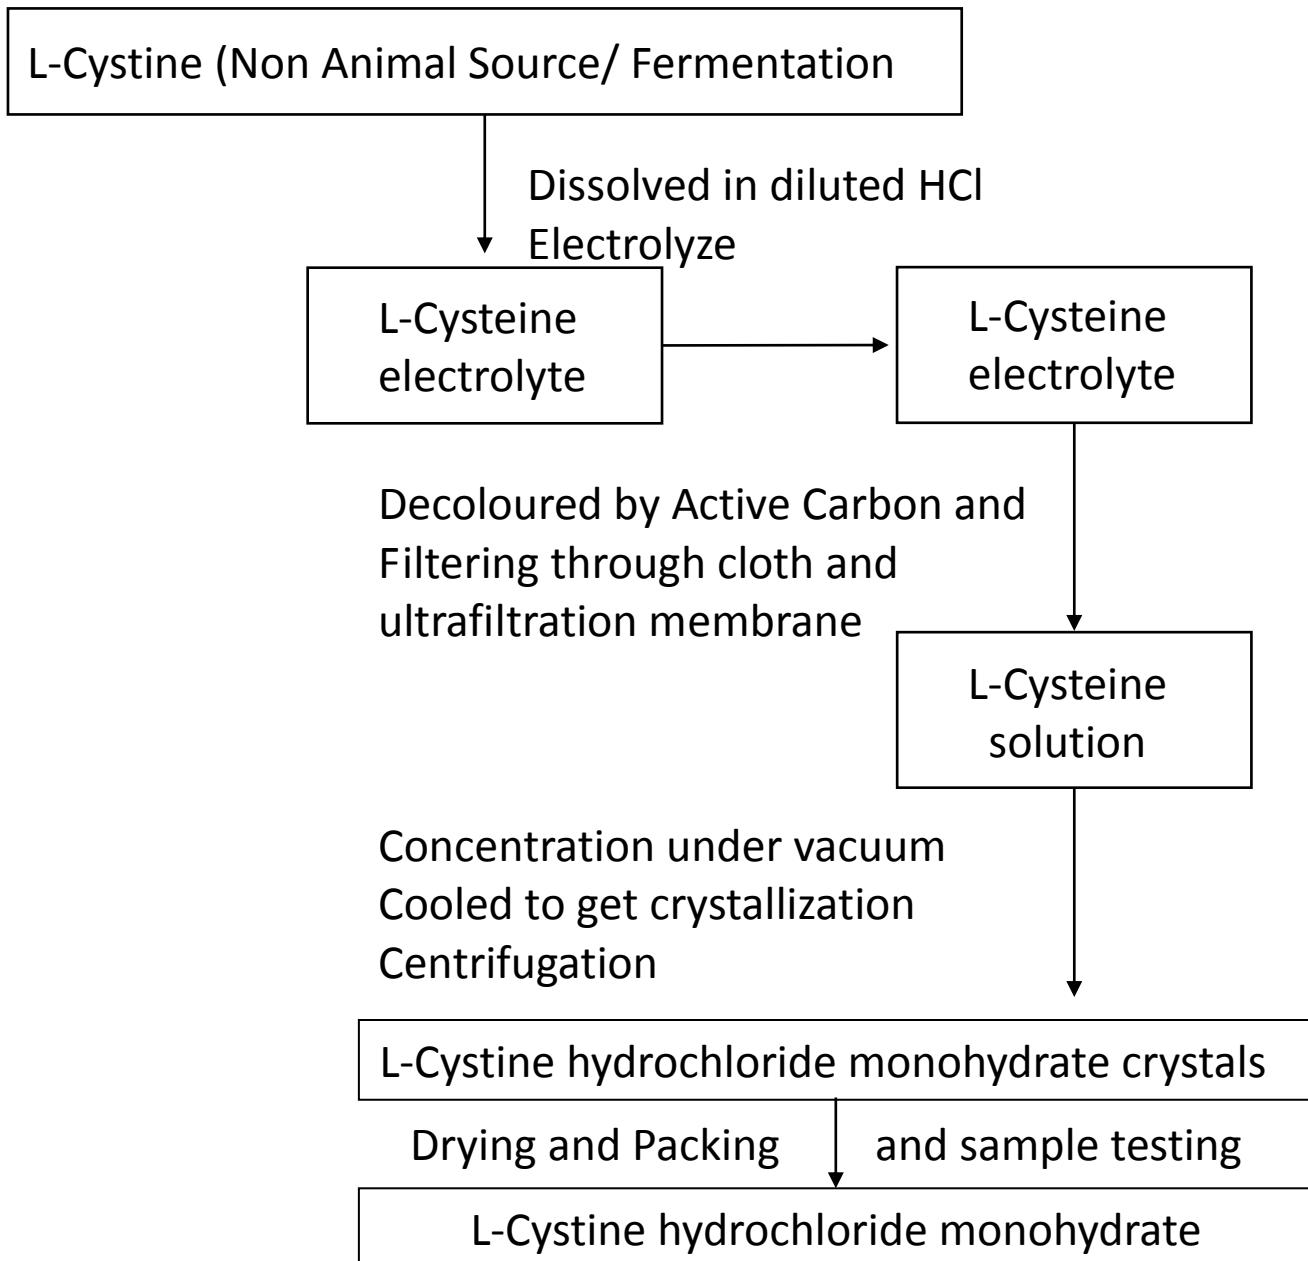 L-Cystine (Non Animal Source/ Fermentation
Dissolved in diluted HCl
Electrolyze
L-Cysteine
electrolyte
L-Cysteine
electrolyte
Decoloured by Active Carbon and
Filtering through cloth and
ultrafiltration membrane
L-Cysteine
solution
Concentration under vacuum
Cooled to get crystallization
Centrifugation
L-Cystine hydrochloride monohydrate crystals
Drying and Packing and sample testing
L-Cystine hydrochloride monohydrate